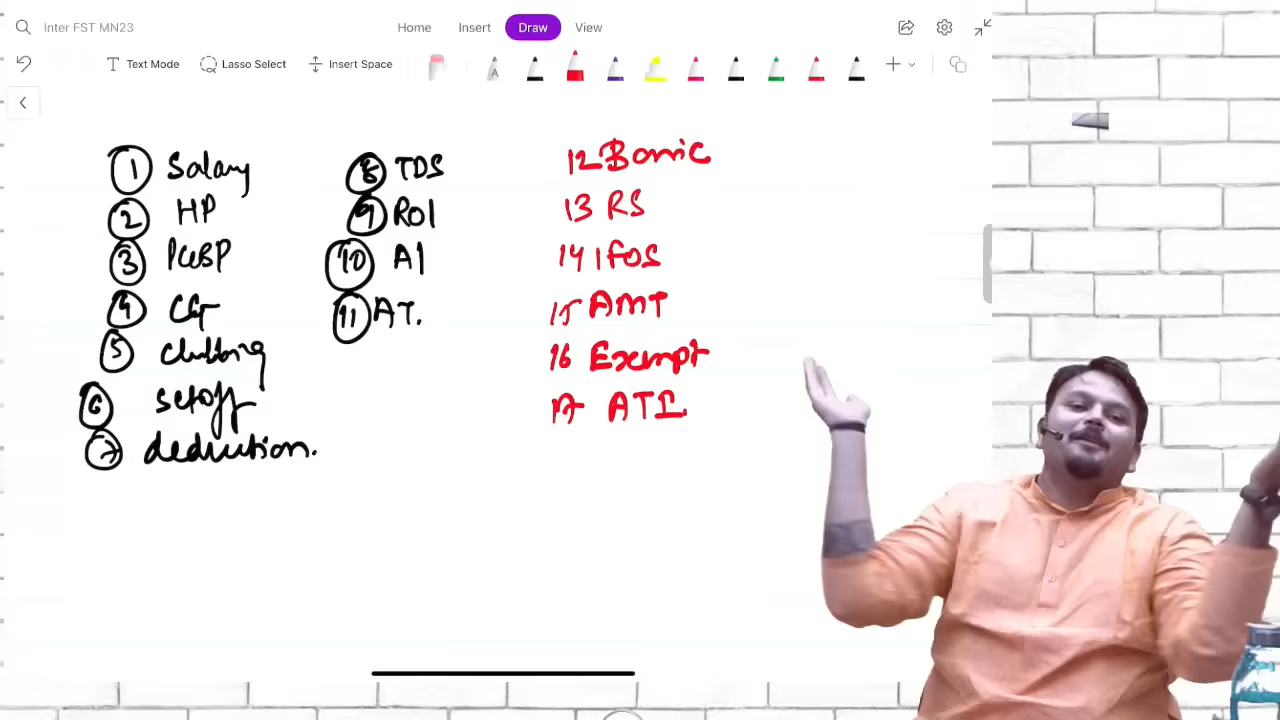 Inter FST MN23
Home Insert Draw View
Text Mode Lasso Select Insert Space
1 Salary
2 HP
3 PGBP
4 CG
5 clubbing
6 setoff
7 deduction.
8 TDS
9 ROI
10 AI
11 AT.
12 Basic
13 RS
14 IFOS
15 AMT
16 Exempt
17 ATI